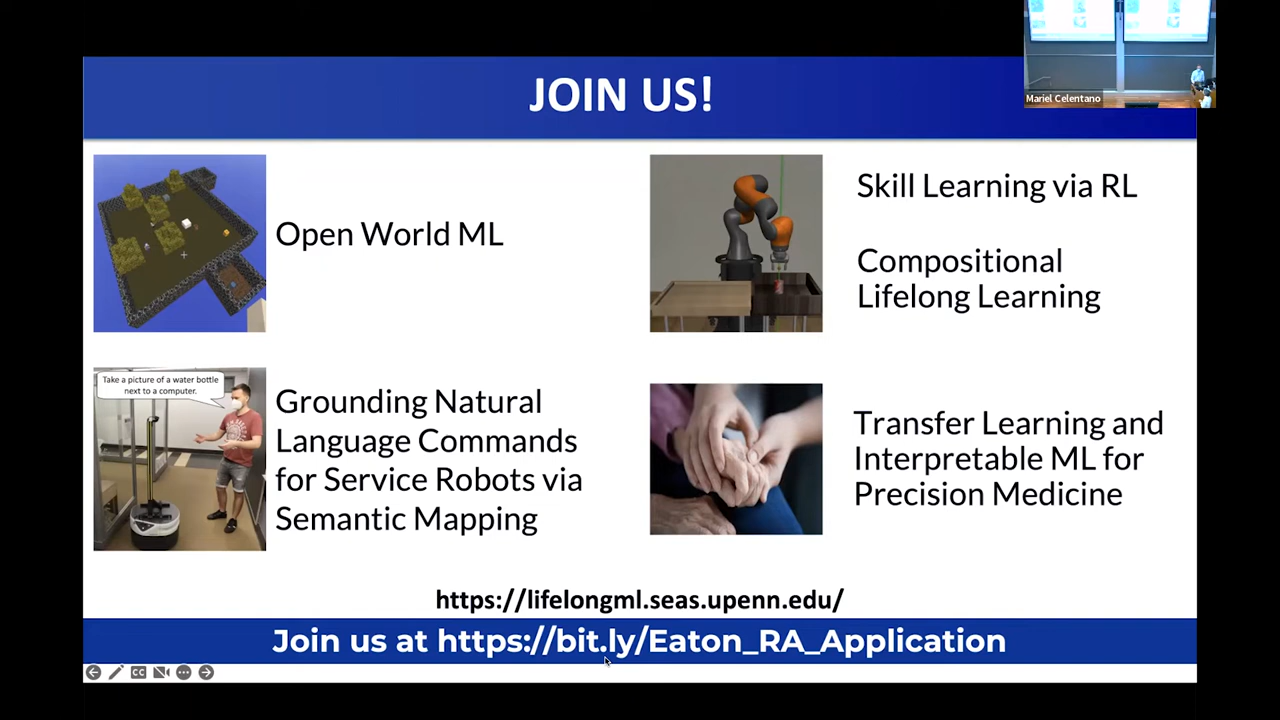 JOIN US!
Mariel Celentano
Open World ML
Skill Learning via RL
Compositional
Lifelong Learning
Take a picture of a water bottle
next to a computer.
Grounding Natural
Language Commands
for Service Robots via
Semantic Mapping
Transfer Learning and
Interpretable ML for
Precision Medicine
https://lifelongml.seas.upenn.edu/
Join us at https://bit.ly/Eaton_RA_Application
CC